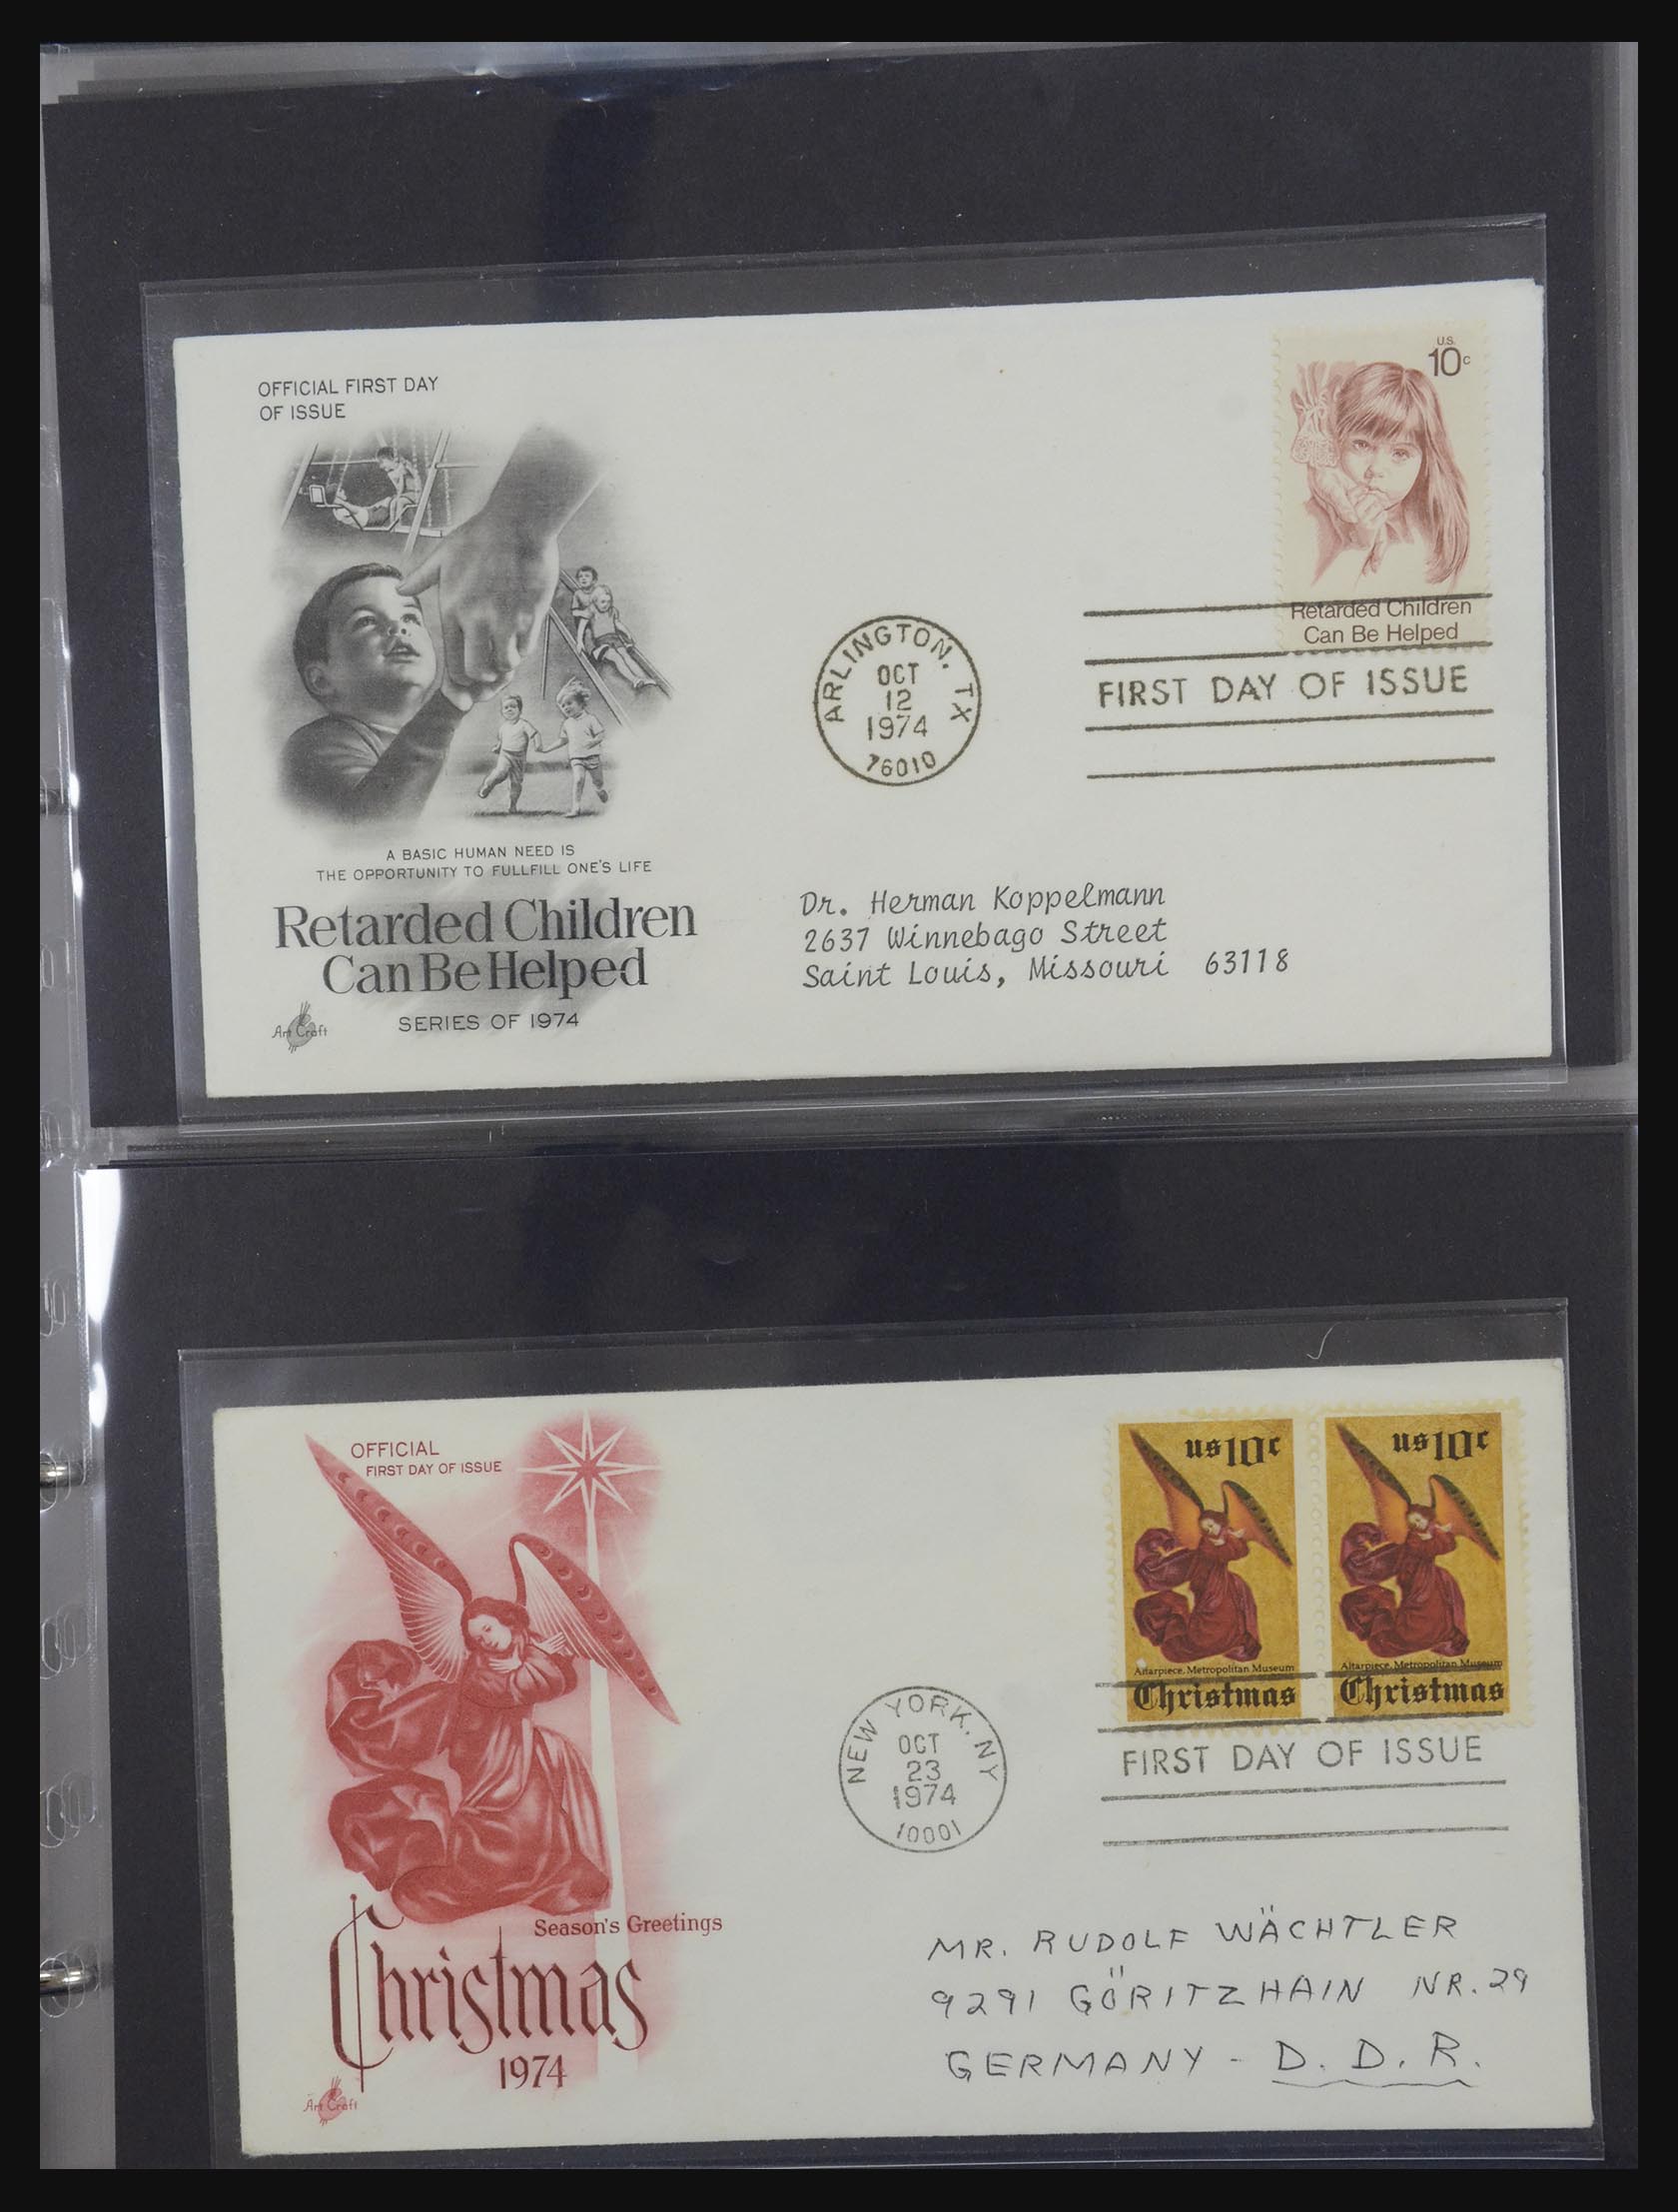 OFFICIAL FIRST DAY
OF ISSUE
U.S.
10c
Retarded Children
Can Be Helped
ARLINGTON, TX
OCT
12
1974
76010
FIRST DAY OF ISSUE
A BASIC HUMAN NEED IS
THE OPPORTUNITY TO FULLFILL ONE'S LIFE
Retarded Children
Can Be Helped
SERIES OF 1974
Art Craft
Dr. Herman Koppelmann
2637 Winnebago Street
Saint Louis, Missouri 63118
OFFICIAL
FIRST DAY OF ISSUE
us 10c
Altarpiece, Metropolitan Museum
Christmas
us 10c
Altarpiece, Metropolitan Museum
Christmas
NEW YORK, NY
OCT
23
1974
10001
FIRST DAY OF ISSUE
Season's Greetings
Christmas
1974
Art Craft
MR. RUDOLF WÄCHTLER
9291 GÖRITZHAIN NR. 29
GERMANY - D. D. R.